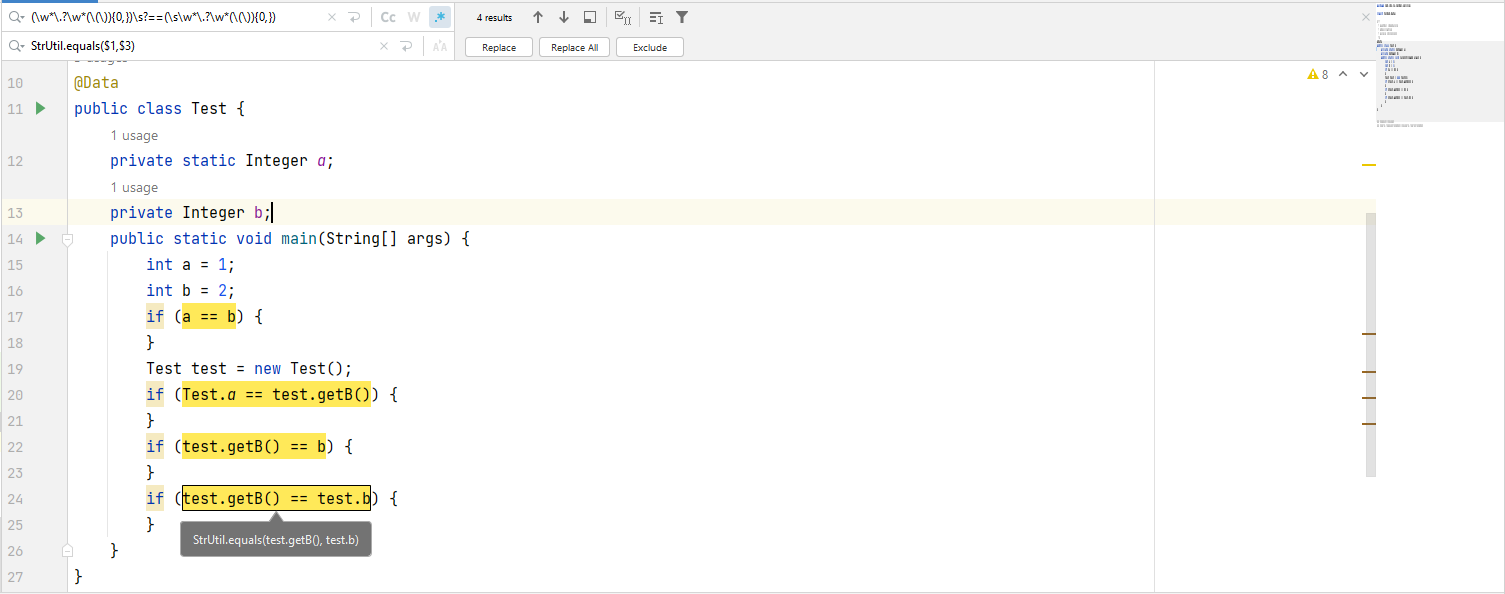 (\w*\.?\w*(\(\)){0,})\s?==(\s\w*\.?\w*(\(\)){0,}) Cc W .* 4 results
StrUtil.equals($1,$3) Replace Replace All Exclude
10 @Data 8
11 public class Test {
1 usage
12 private static Integer a;
1 usage
13 private Integer b;
14 public static void main(String[] args) {
15 int a = 1;
16 int b = 2;
17 if (a == b) {
18 }
19 Test test = new Test();
20 if (Test.a == test.getB()) {
21 }
22 if (test.getB() == b) {
23 }
24 if (test.getB() == test.b) {
25 }
StrUtil.equals(test.getB(), test.b)
26 }
27 }